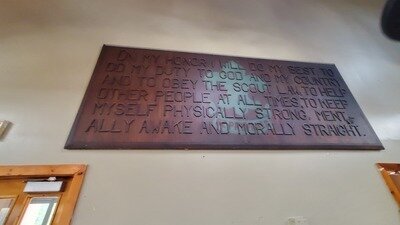 ON MY HONOR I WILL DO MY BEST TO
DO MY DUTY TO GOD AND MY COUNTRY
AND TO OBEY THE SCOUT LAW, TO HELP
OTHER PEOPLE AT ALL TIMES, TO KEEP
MYSELF PHYSICALLY STRONG, MENT-
ALLY AWAKE AND MORALLY STRAIGHT.